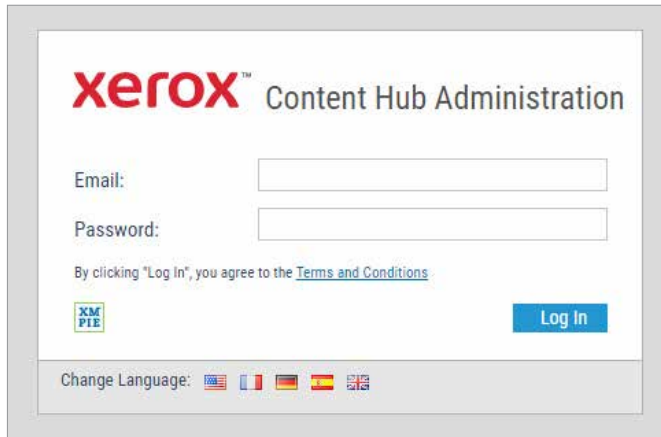 xerox™ Content Hub Administration
Email:
Password:
By clicking "Log In", you agree to the Terms and Conditions
XM
PIE
Log In
Change Language: